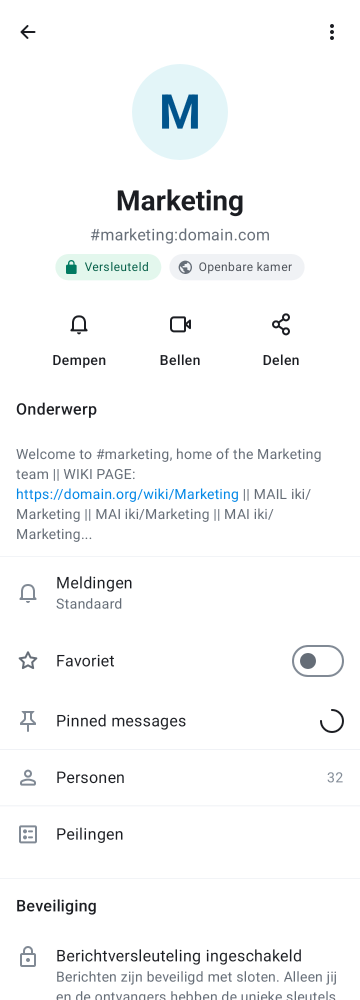 M
Marketing
#marketing:domain.com
Versleuteld Openbare kamer
Dempen Bellen Delen
Onderwerp
Welcome to #marketing, home of the Marketing
team || WIKI PAGE:
https://domain.org/wiki/Marketing || MAIL iki/
Marketing || MAI iki/Marketing || MAI iki/
Marketing...
Meldingen
Standaard
Favoriet
Pinned messages
Personen 32
Peilingen
Beveiliging
Berichtversleuteling ingeschakeld
Berichten zijn beveiligd met sloten. Alleen jij
en de ontvangers hebben de unieke sleutels